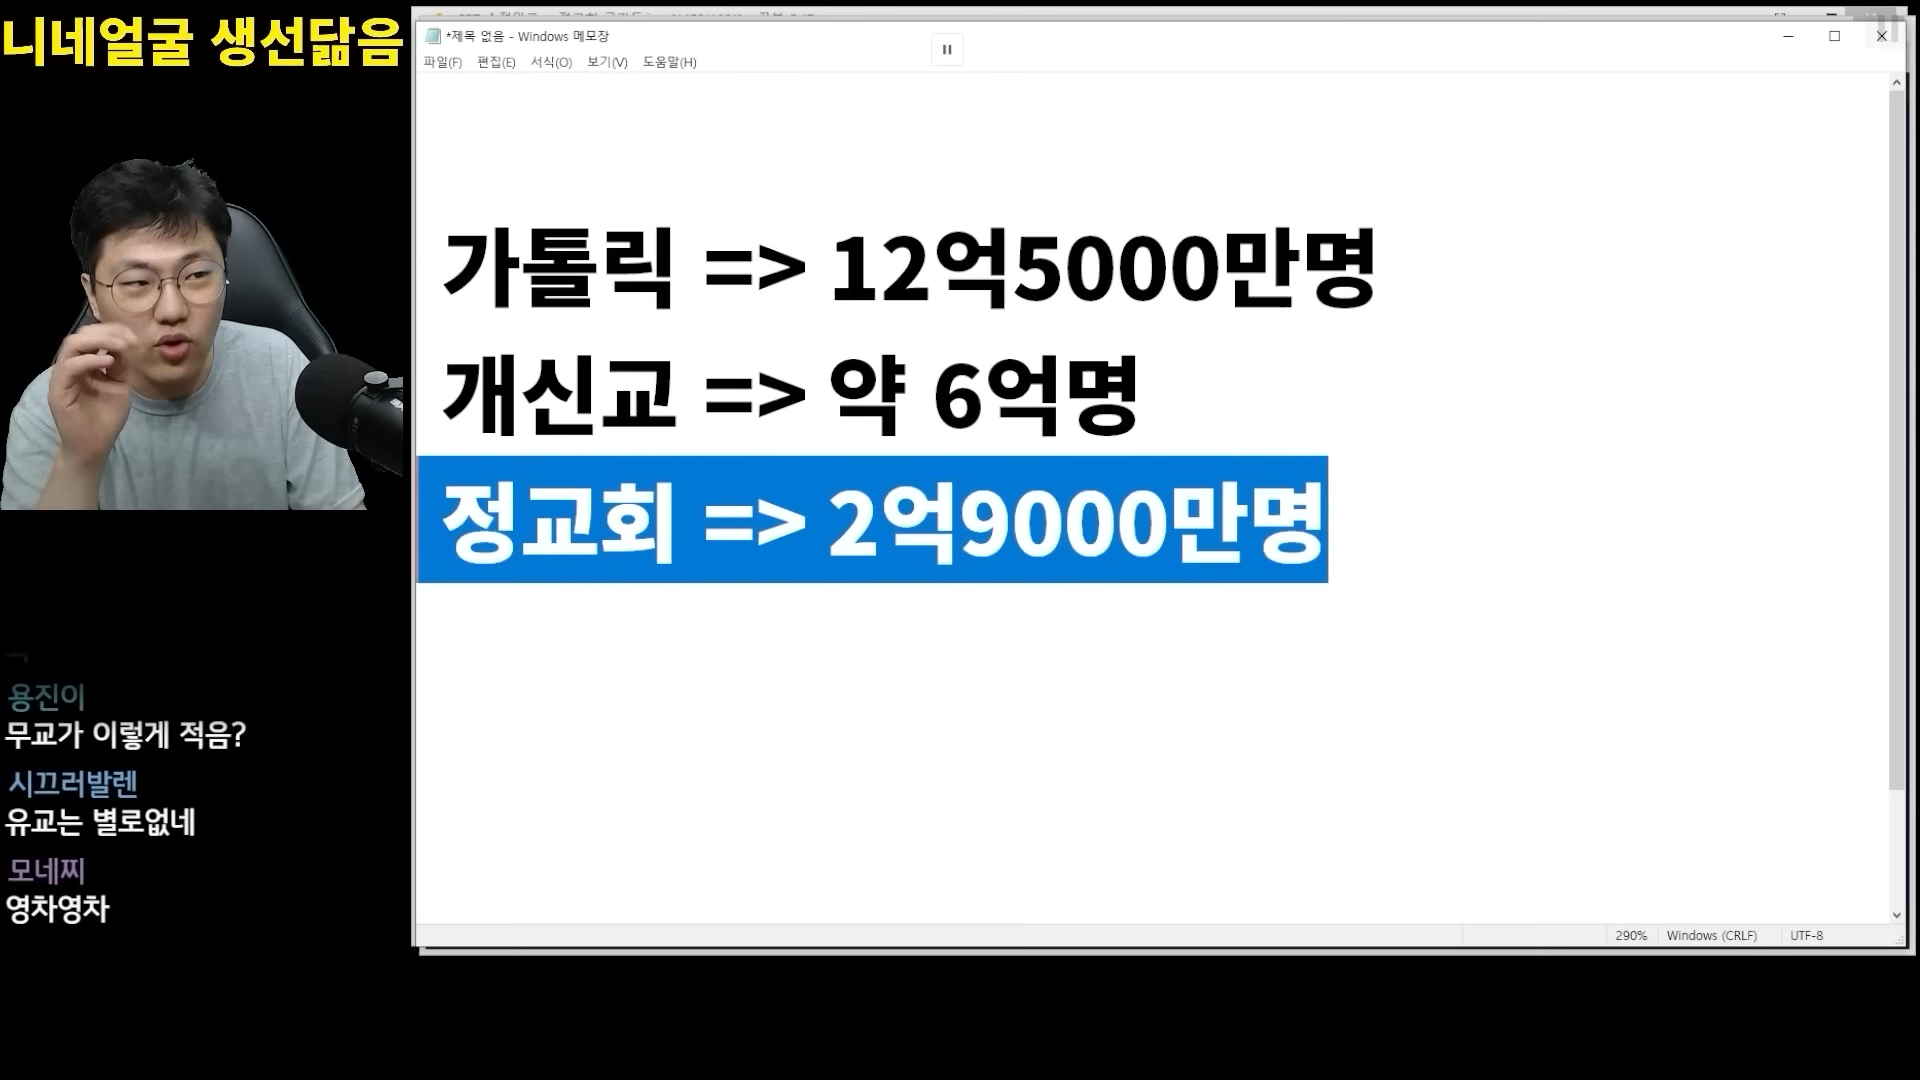 니네얼굴 생선닮음
*제목 없음 - Windows 메모장
파일(F) 편집(E) 서식(O) 보기(V) 도움말(H)
가톨릭 => 12억5000만명
개신교 => 약 6억명
정교회 => 2억9000만명
용진이
무교가 이렇게 적음?
시끄러발렌
유교는 별로없네
모네찌
영차영차
290% Windows (CRLF) UTF-8